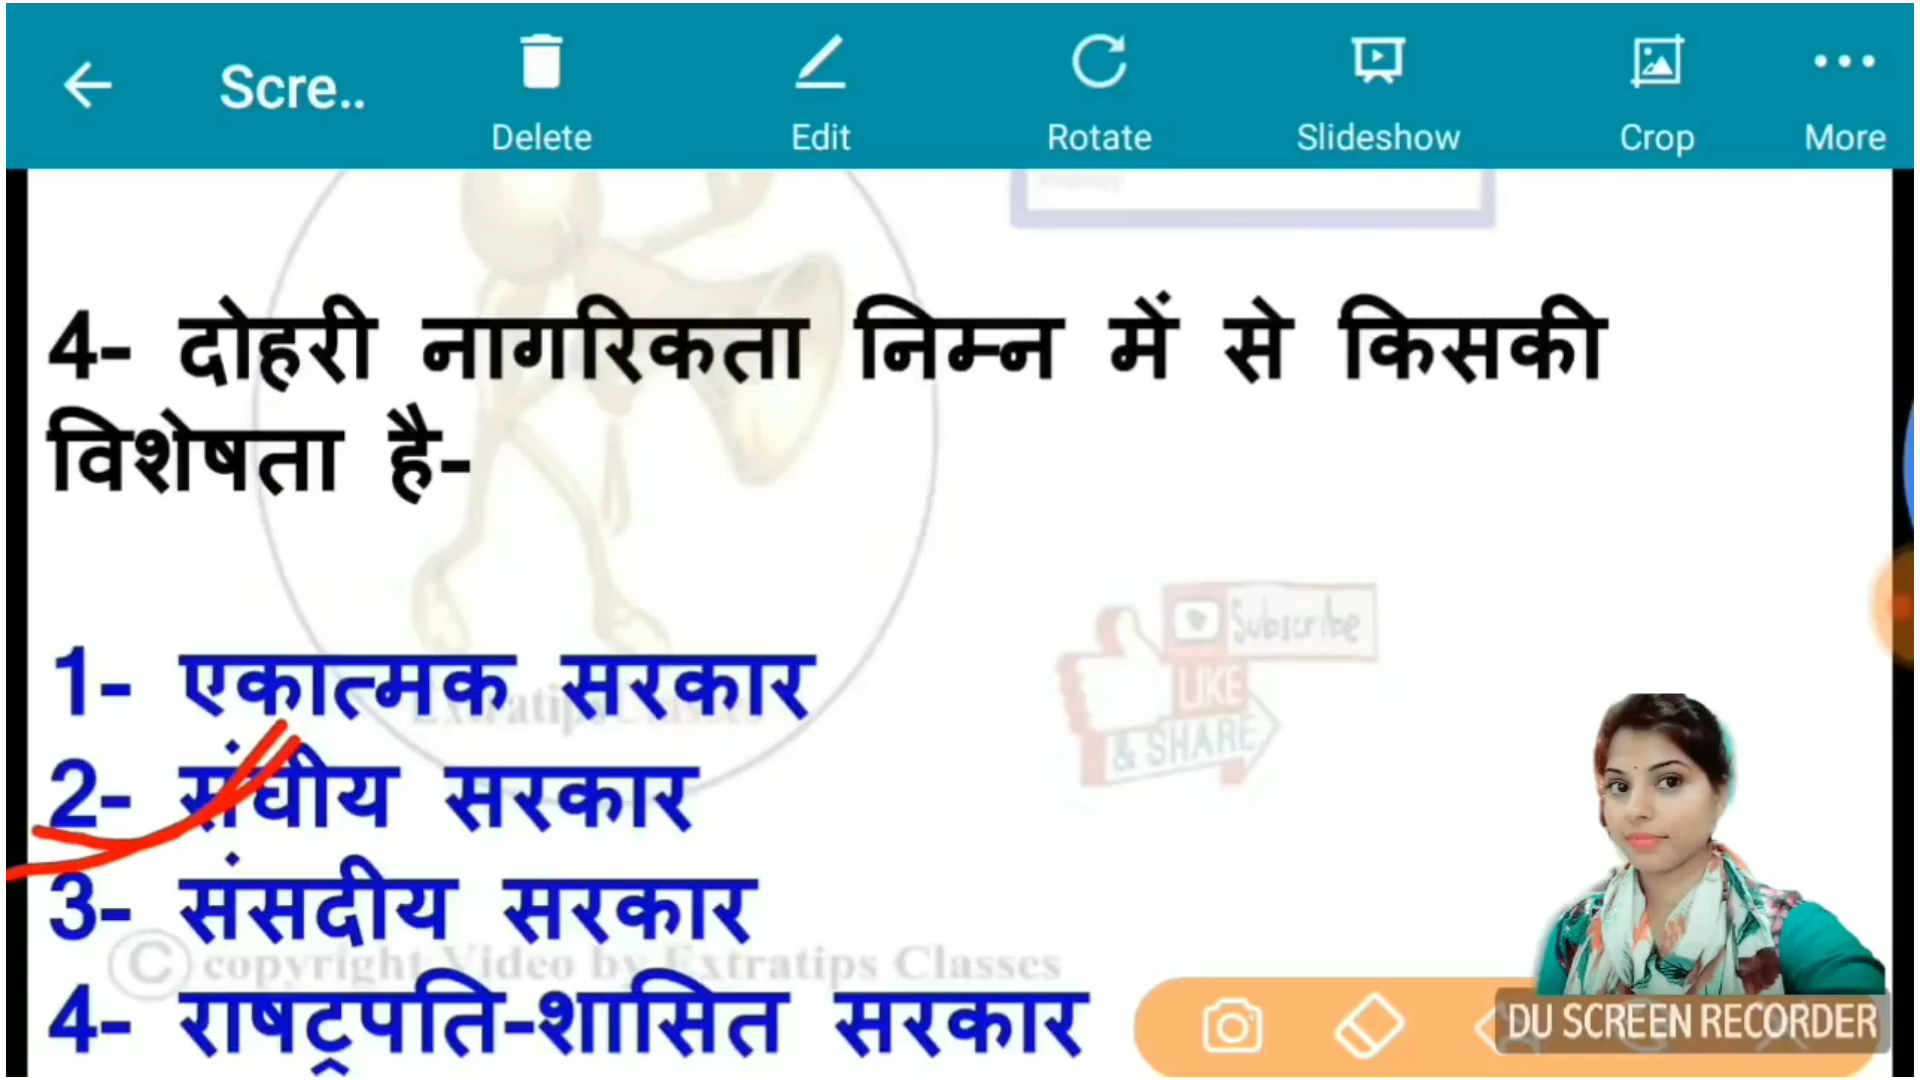 Scre..
Delete
Edit
Rotate
Slideshow
Crop
More
4- दोहरी नागरिकता निम्न में से किसकी
विशेषता है-
Subscribe
LIKE
& SHARE
1- एकात्मक सरकार
2- संघीय सरकार
3- संसदीय सरकार
© copyright Video by Extratips Classes
4- राषट्रपति-शासित सरकार
DU SCREEN RECORDER